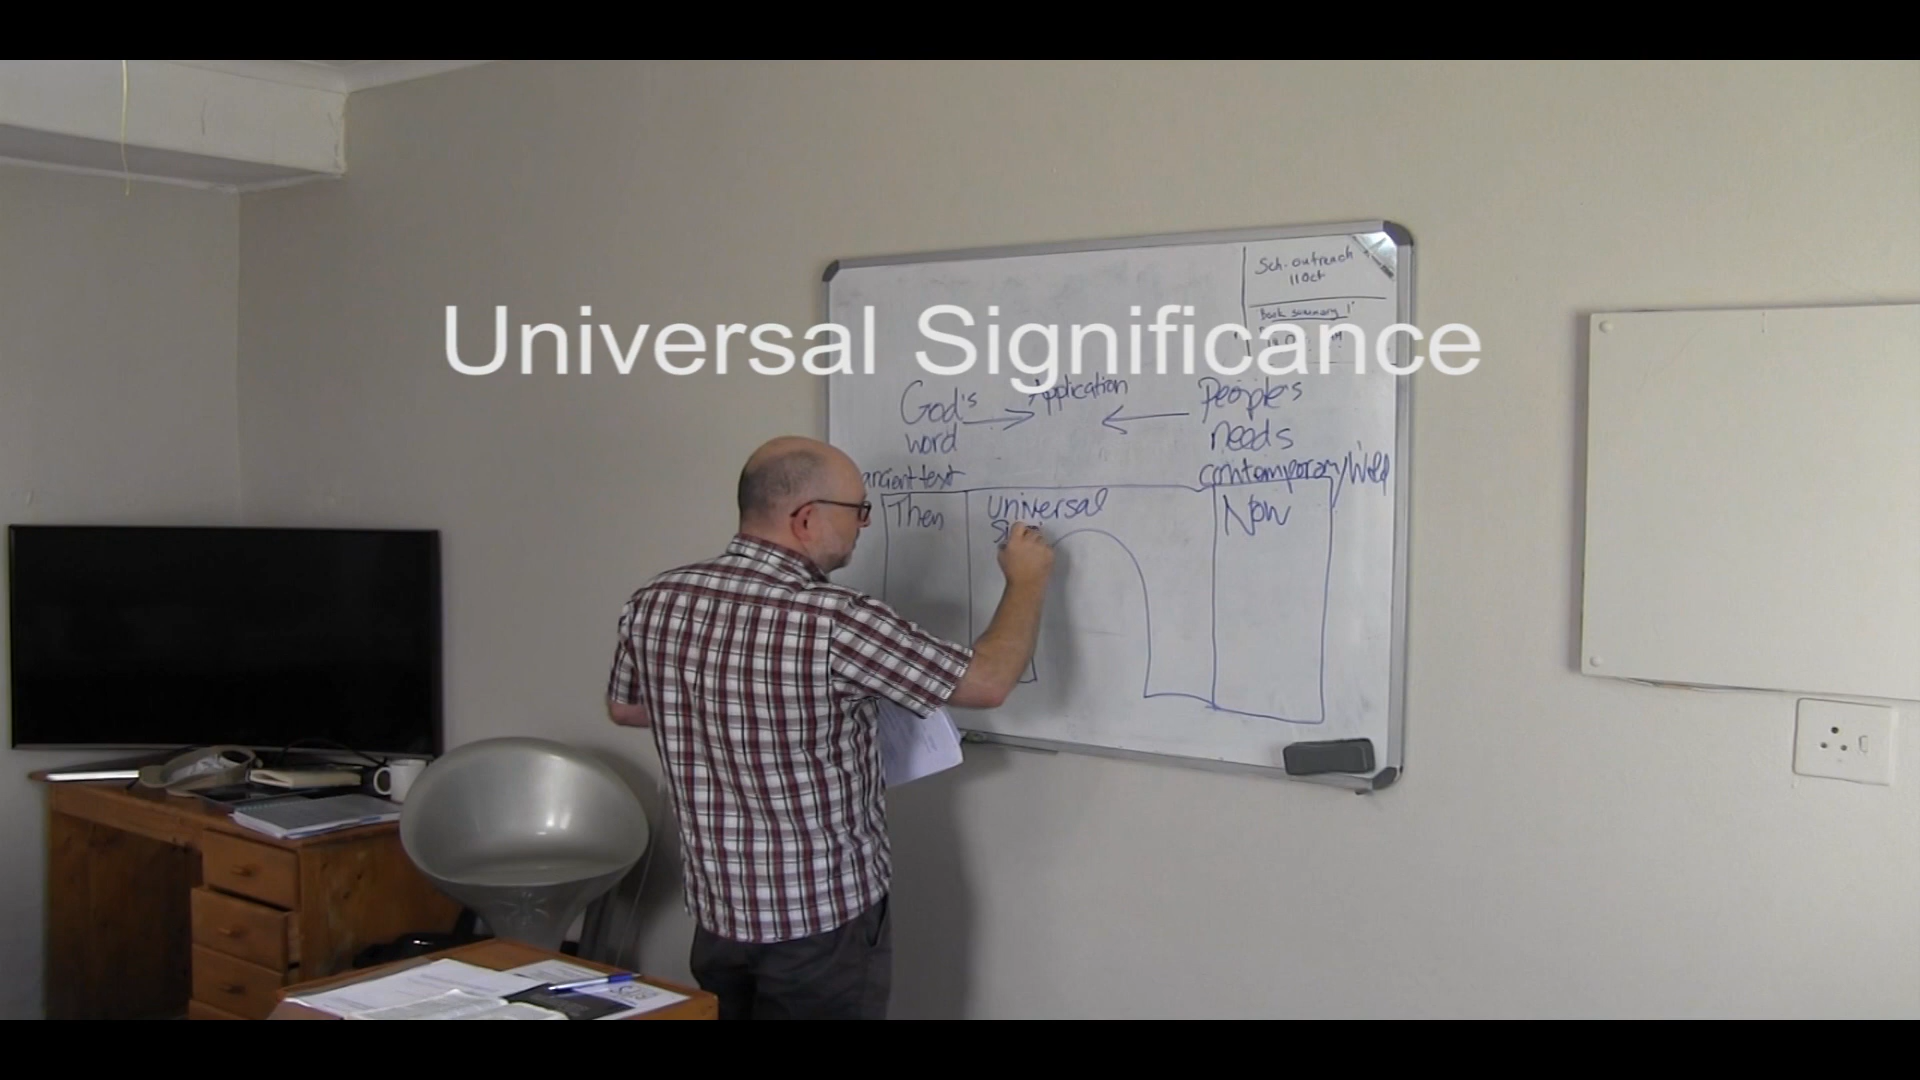 Universal Significance
Sch. outreach
11 Oct
Book summary 1
God's
word
ancient text
Application
People's
needs
contemporary/World
Then
Universal
Now